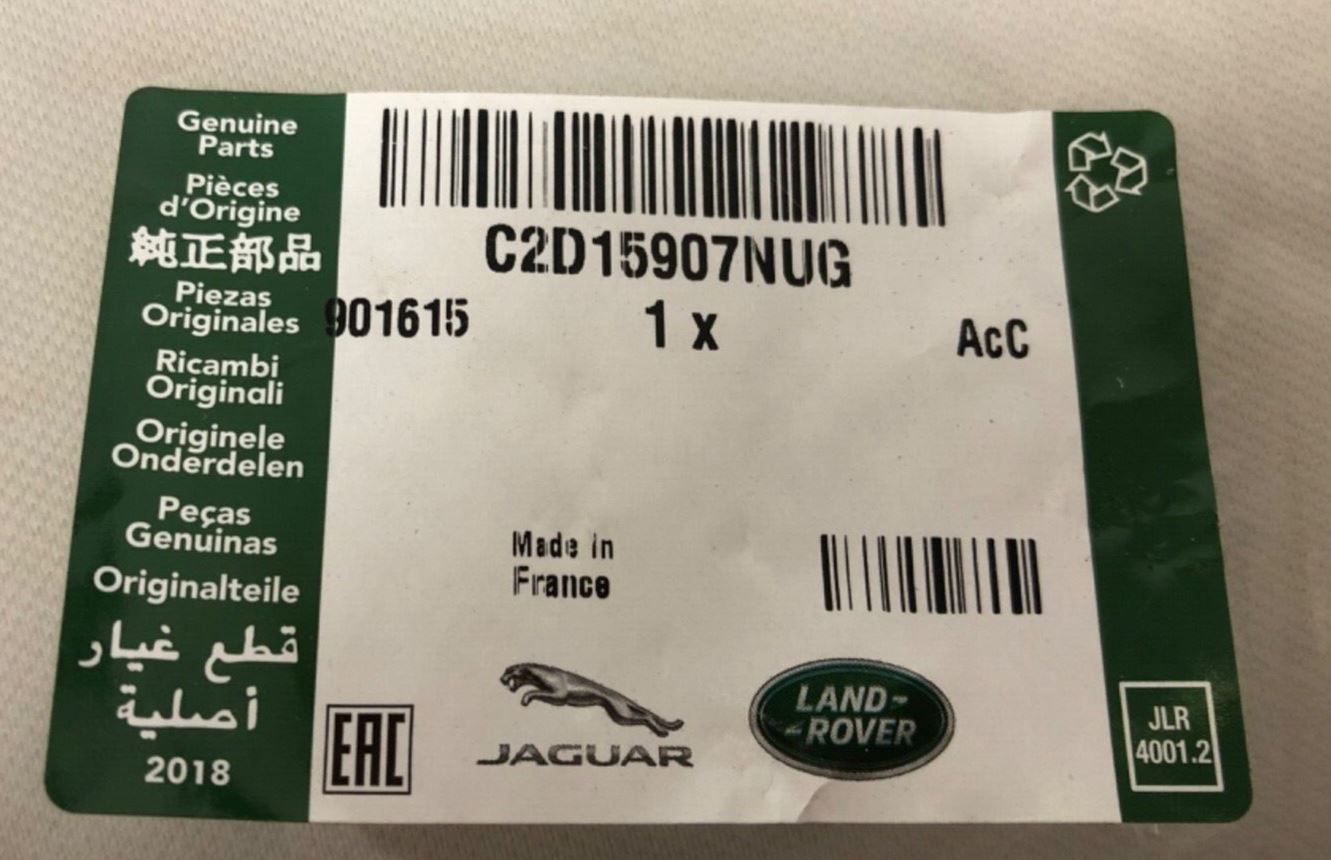 Genuine
Parts
Pièces
d'Origine
純正部品
Piezas
Originales
Ricambi
Originali
Originele
Onderdelen
Peças
Genuinas
Originalteile
قطع غيار
أصلية
2018
C2D15907NUG
901615 1 x AcC
Made in
France
EAC
JAGUAR
LAND-
-ROVER
JLR
4001.2